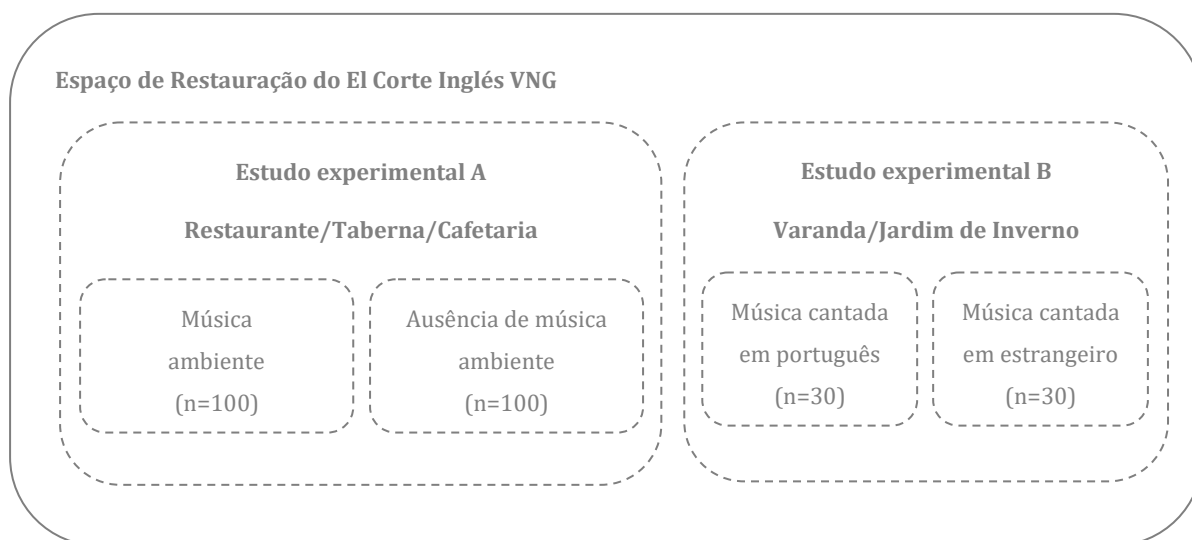 Espaço de Restauração do El Corte Inglés VNG
Estudo experimental A
Restaurante/Taberna/Cafetaria
Música
ambiente
(n=100)
Ausência de música
ambiente
(n=100)
Estudo experimental B
Varanda/Jardim de Inverno
Música cantada
em português
(n=30)
Música cantada
em estrangeiro
(n=30)